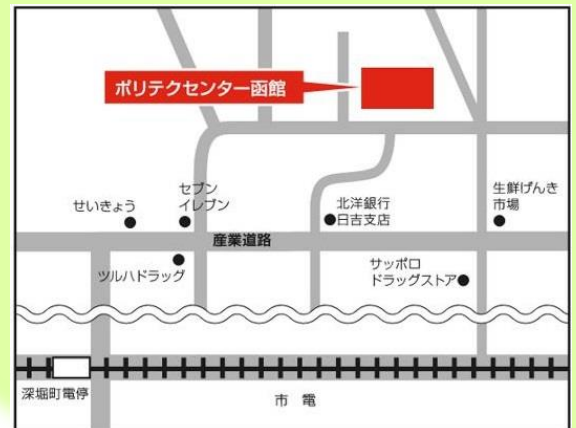 ポリテクセンター函館
せいきょう
セブン
イレブン
北洋銀行
日吉支店
生鮮げんき
市場
産業道路
ツルハドラッグ
サッポロ
ドラッグストア
深堀町電停
市 電